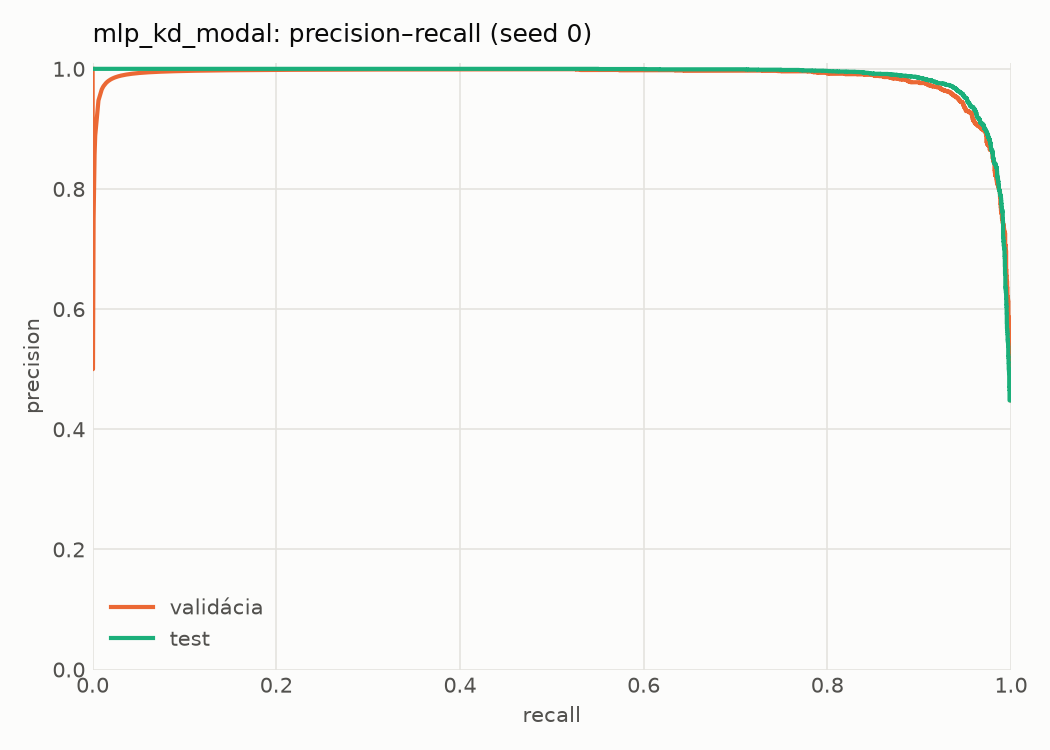 mlp_kd_modal: precision–recall (seed 0)
1.0
0.8
0.6
0.4
0.2
0.0
precision
validácia
test
0.0 0.2 0.4 0.6 0.8 1.0
recall